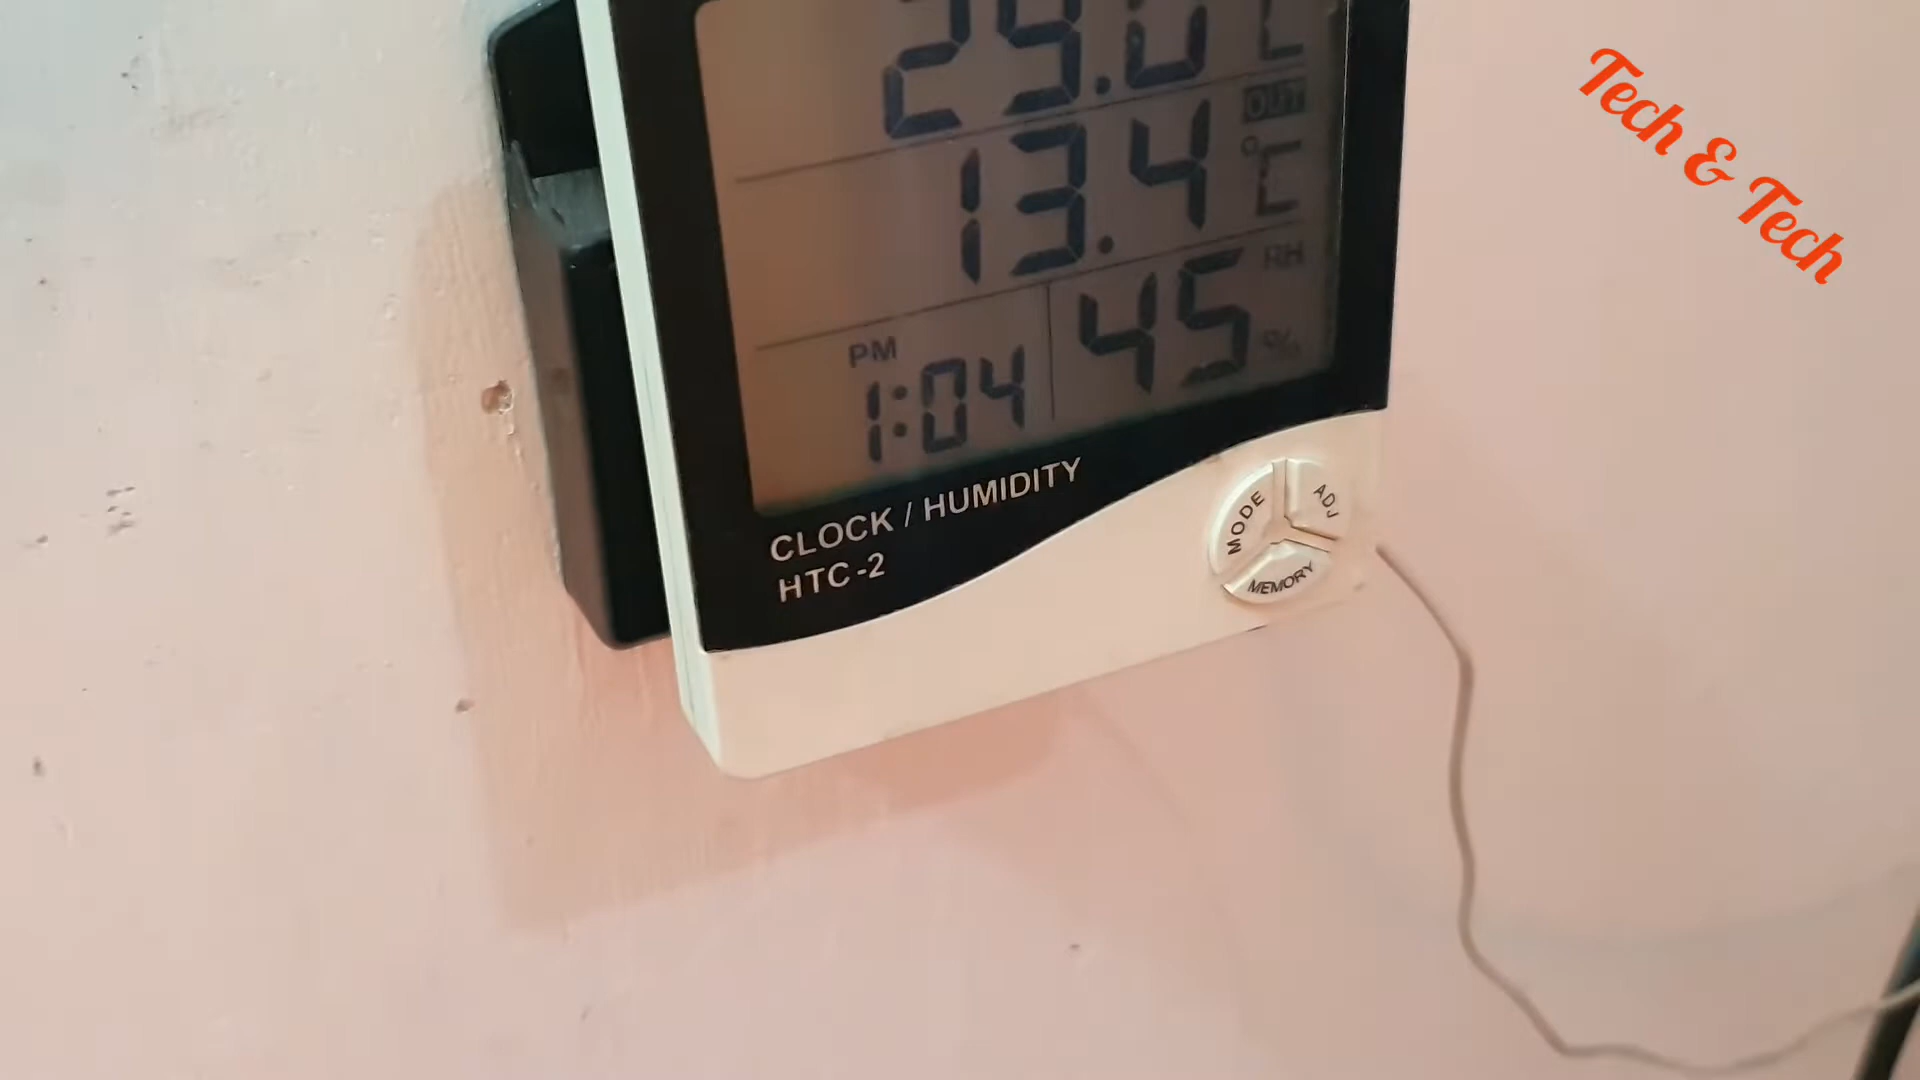 29.0 C
OUT
13.4 °C
RH
45 %
PM
1:04
CLOCK / HUMIDITY
HTC-2
MODE
ADJ
MEMORY
Tech & Tech